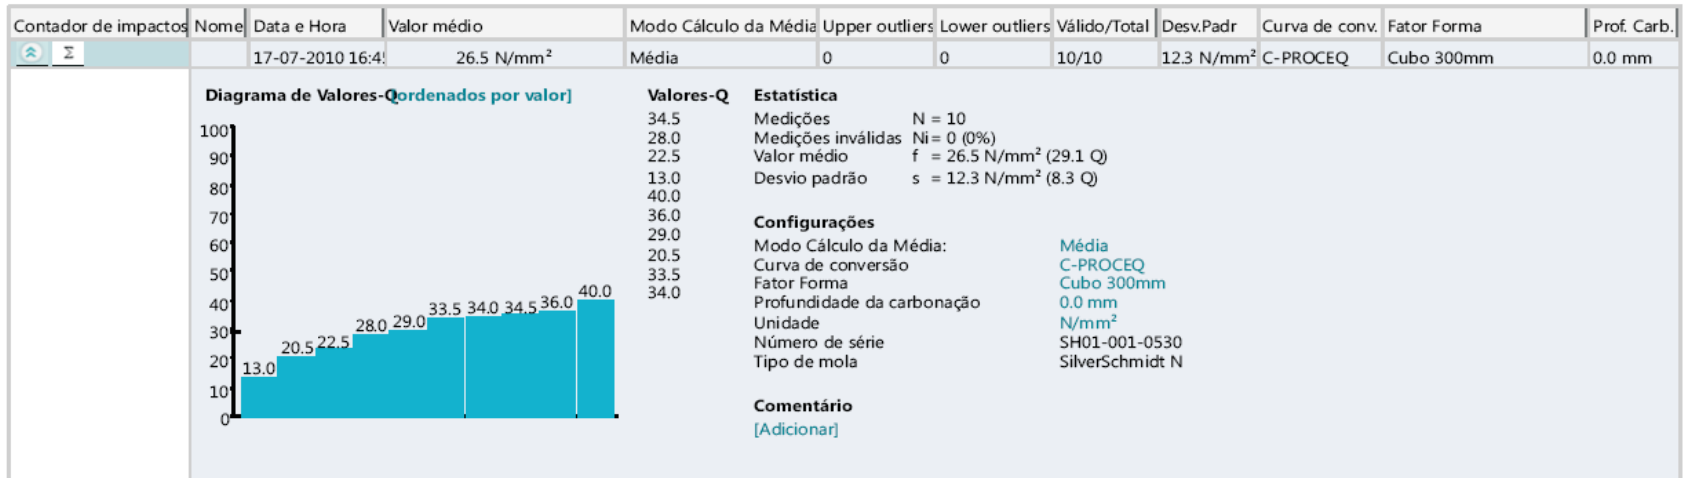 Contador de impactos Nome Data e Hora Valor médio Modo Cálculo da Média Upper outliers Lower outliers Válido/Total Desv.Padr Curva de conv. Fator Forma Prof. Carb.
Σ 17-07-2010 16:4 26.5 N/mm² Média 0 0 10/10 12.3 N/mm² C-PROCEQ Cubo 300mm 0.0 mm
Diagrama de Valores-Q [ordenados por valor]
100
90
80
70
60
50
40
30
20
10
0
13.0 20.5 22.5 28.0 29.0 33.5 34.0 34.5 36.0 40.0
Valores-Q
34.5
28.0
22.5
13.0
40.0
36.0
29.0
20.5
33.5
34.0
Estatística
Medições N = 10
Medições inválidas Ni = 0 (0%)
Valor médio f = 26.5 N/mm² (29.1 Q)
Desvio padrão s = 12.3 N/mm² (8.3 Q)
Configurações
Modo Cálculo da Média: Média
Curva de conversão C-PROCEQ
Fator Forma Cubo 300mm
Profundidade da carbonação 0.0 mm
Unidade N/mm²
Número de série SH01-001-0530
Tipo de mola SilverSchmidt N
Comentário
[Adicionar]